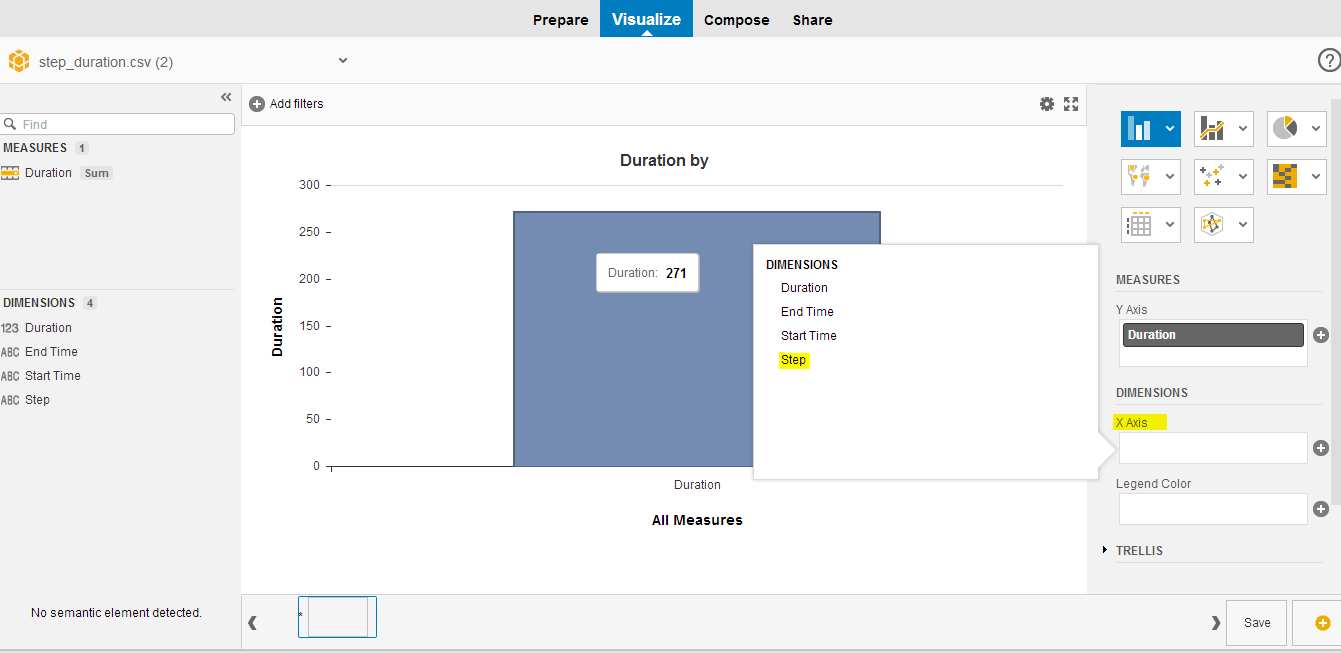 Prepare Visualize Compose Share
step_duration.csv (2)
?
Find
MEASURES 1
Duration Sum
DIMENSIONS 4
123 Duration
ABC End Time
ABC Start Time
ABC Step
No semantic element detected.
Add filters
Duration by
300
250
200
150
100
50
0
Duration
Duration: 271
Duration
All Measures
DIMENSIONS
Duration
End Time
Start Time
Step
MEASURES
Y Axis
Duration
DIMENSIONS
X Axis
Legend Color
TRELLIS
*
Save